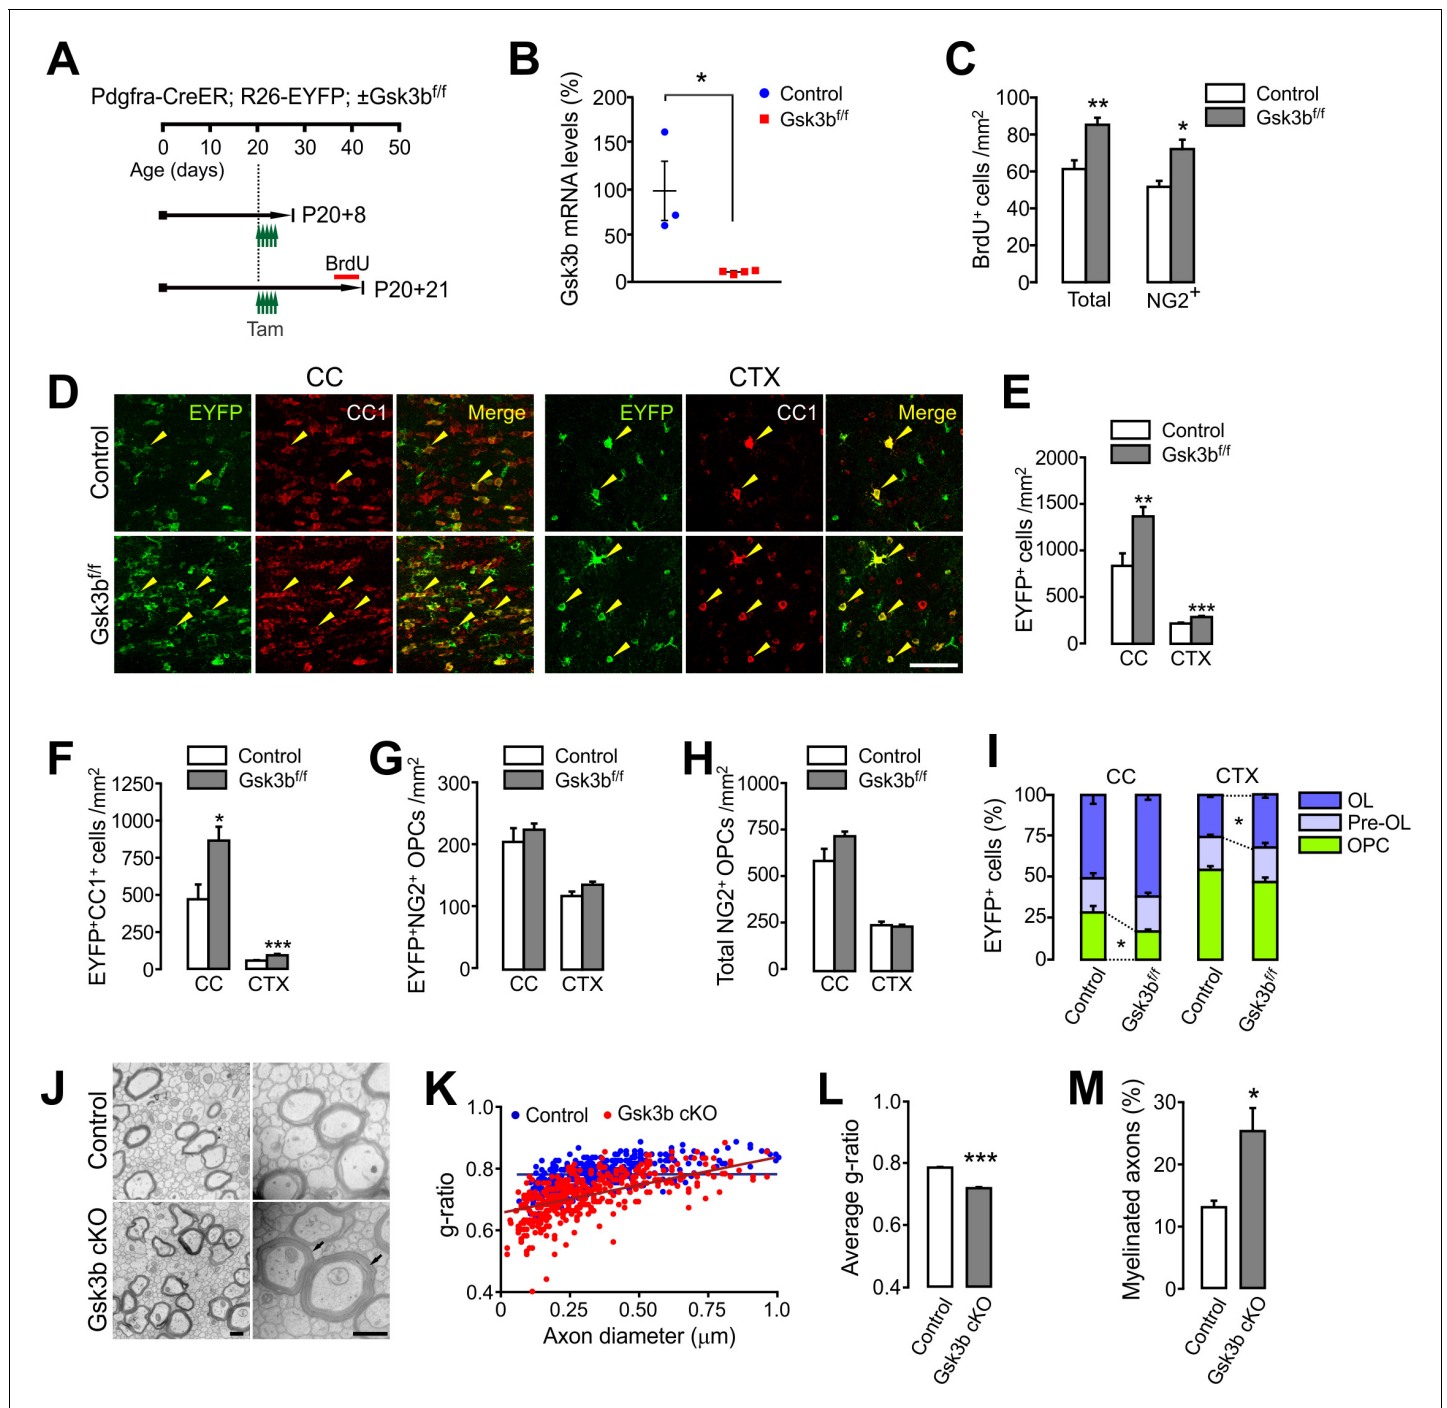 A
Pdgfra-CreER; R26-EYFP; ±Gsk3bf/f
0 10 20 30 40 50
Age (days)
P20+8
BrdU
P20+21
Tam
B
Gsk3b mRNA levels (%)
200
150
100
50
0
*
Control
Gsk3bf/f
C
BrdU+ cells /mm2
100
80
60
40
20
0
**
*
Control
Gsk3bf/f
Total NG2+
D
CC CTX
Control
Gsk3bf/f
EYFP CC1 Merge EYFP CC1 Merge
E
Control
Gsk3bf/f
EYFP+ cells /mm2
2000
1500
1000
500
0
**
***
CC CTX
F
Control
Gsk3bf/f
EYFP+CC1+ cells /mm2
1250
1000
750
500
250
0
*
***
CC CTX
G
Control
Gsk3bf/f
EYFP+NG2+ OPCs /mm2
300
200
100
0
CC CTX
H
Control
Gsk3bf/f
Total NG2+ OPCs /mm2
1000
750
500
250
0
CC CTX
I
CC CTX
EYFP+ cells (%)
100
75
50
25
0
*
*
OL
Pre-OL
OPC
Control Gsk3bf/f Control Gsk3bf/f
J
Control
Gsk3b cKO
K
Control Gsk3b cKO
g-ratio
1.0
0.8
0.6
0.4
0 0.25 0.50 0.75 1.0
Axon diameter (μm)
L
Average g-ratio
1.0
0.8
0.6
0.4
***
Control Gsk3b cKO
M
Myelinated axons (%)
30
20
10
0
*
Control Gsk3b cKO